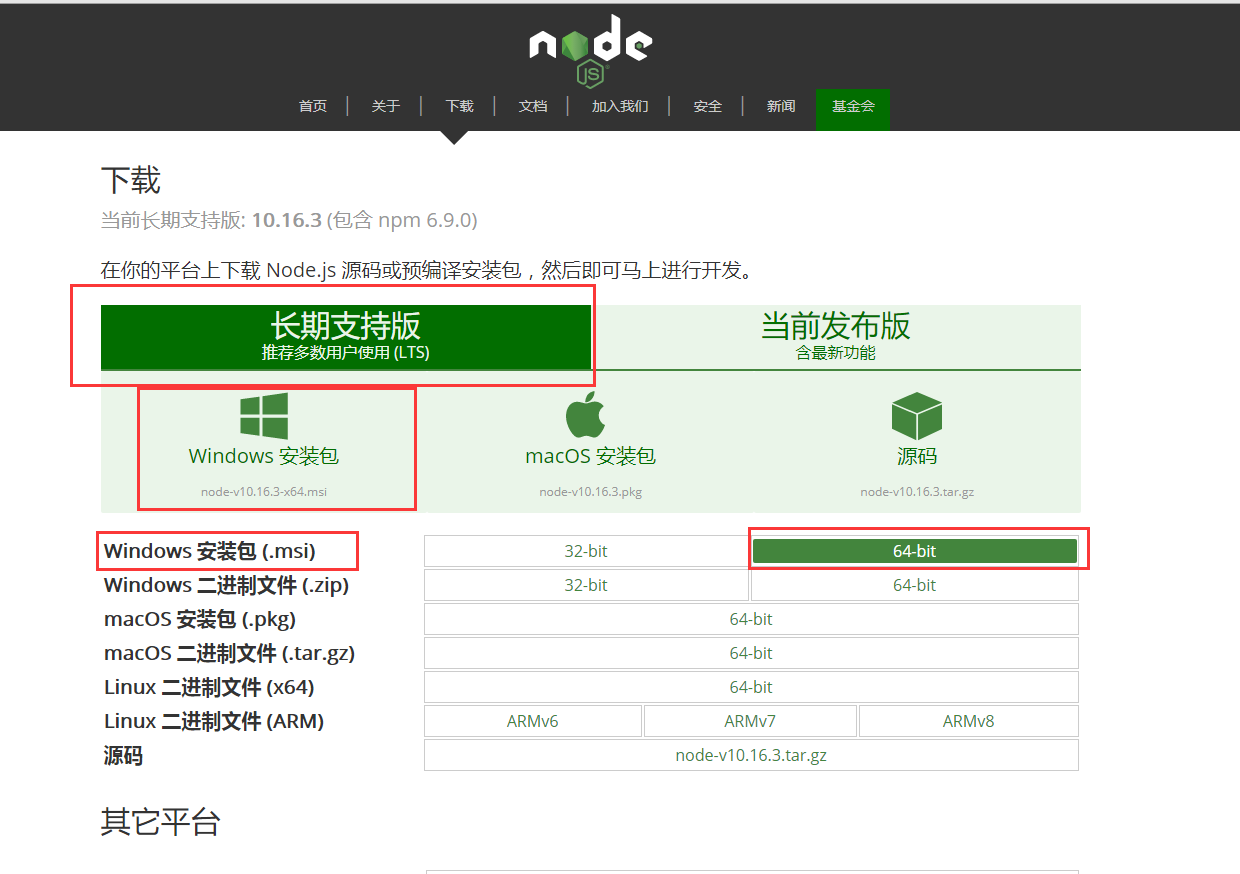 node
JS
首页 关于 下载 文档 加入我们 安全 新闻 基金会
下载
当前长期支持版: 10.16.3 (包含 npm 6.9.0)
在你的平台上下载 Node.js 源码或预编译安装包，然后即可马上进行开发。
长期支持版
推荐多数用户使用 (LTS)
当前发布版
含最新功能
Windows 安装包
node-v10.16.3-x64.msi
macOS 安装包
node-v10.16.3.pkg
源码
node-v10.16.3.tar.gz
Windows 安装包 (.msi) 32-bit 64-bit
Windows 二进制文件 (.zip) 32-bit 64-bit
macOS 安装包 (.pkg) 64-bit
macOS 二进制文件 (.tar.gz) 64-bit
Linux 二进制文件 (x64) 64-bit
Linux 二进制文件 (ARM) ARMv6 ARMv7 ARMv8
源码 node-v10.16.3.tar.gz
其它平台